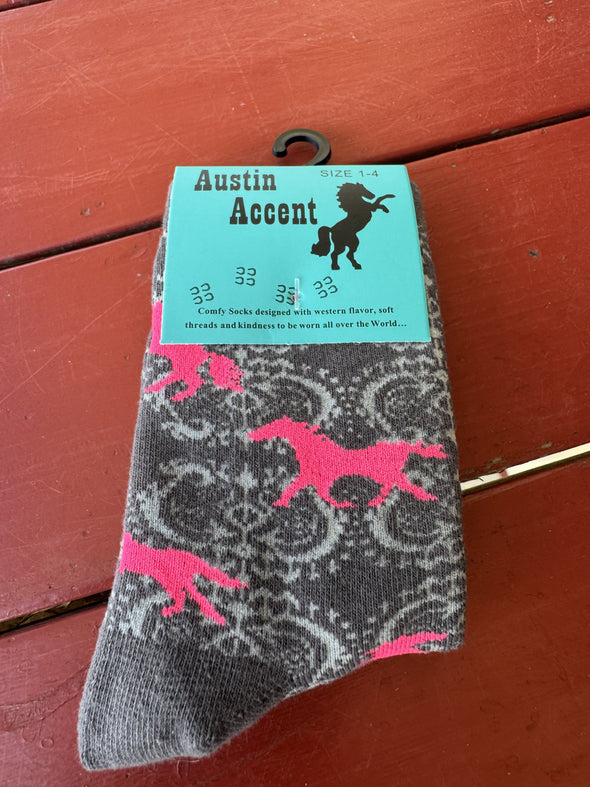 Austin
SIZE 1-4
Accent
Comfy Socks designed with western flavor, soft
threads and kindness to be worn all over the World...